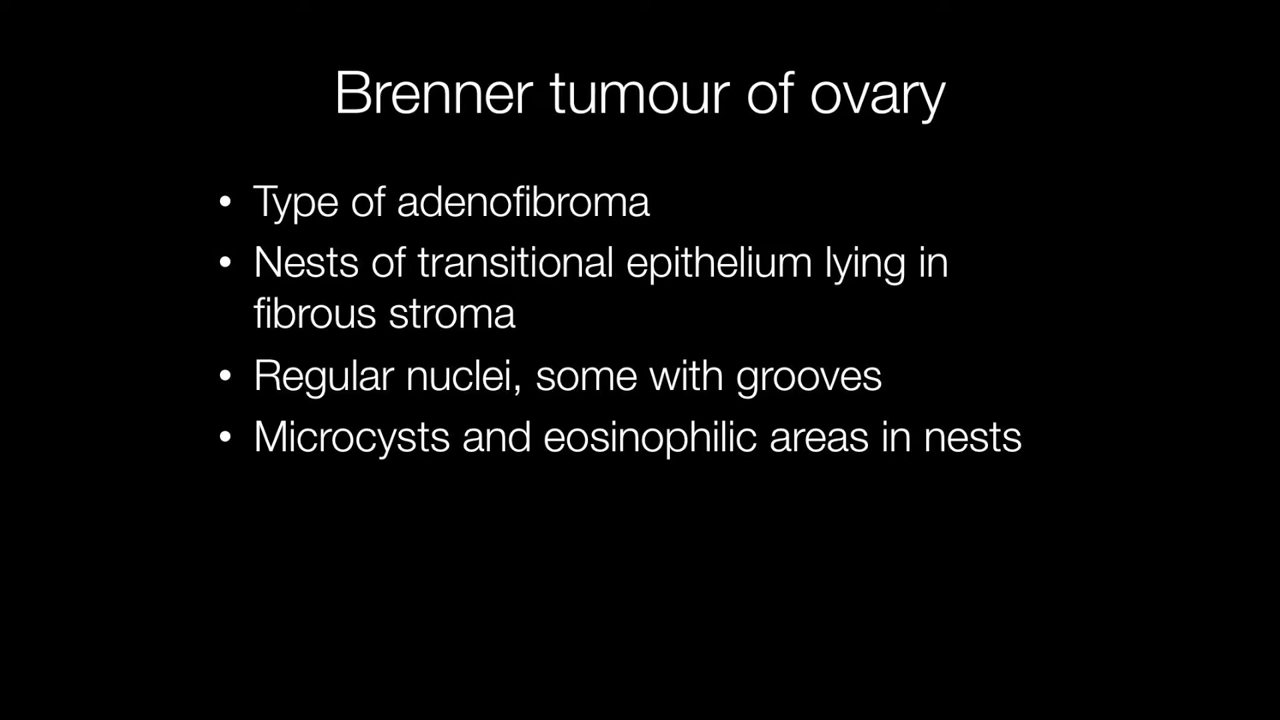 Brenner tumour of ovary
• Type of adenofibroma
• Nests of transitional epithelium lying in
fibrous stroma
• Regular nuclei, some with grooves
• Microcysts and eosinophilic areas in nests